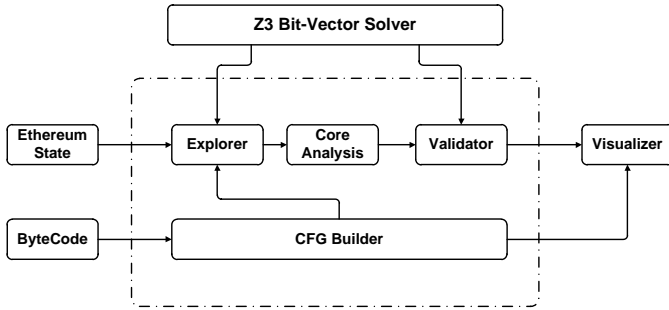 Z3 Bit-Vector Solver
Ethereum
State
Explorer
Core
Analysis
Validator
Visualizer
ByteCode
CFG Builder